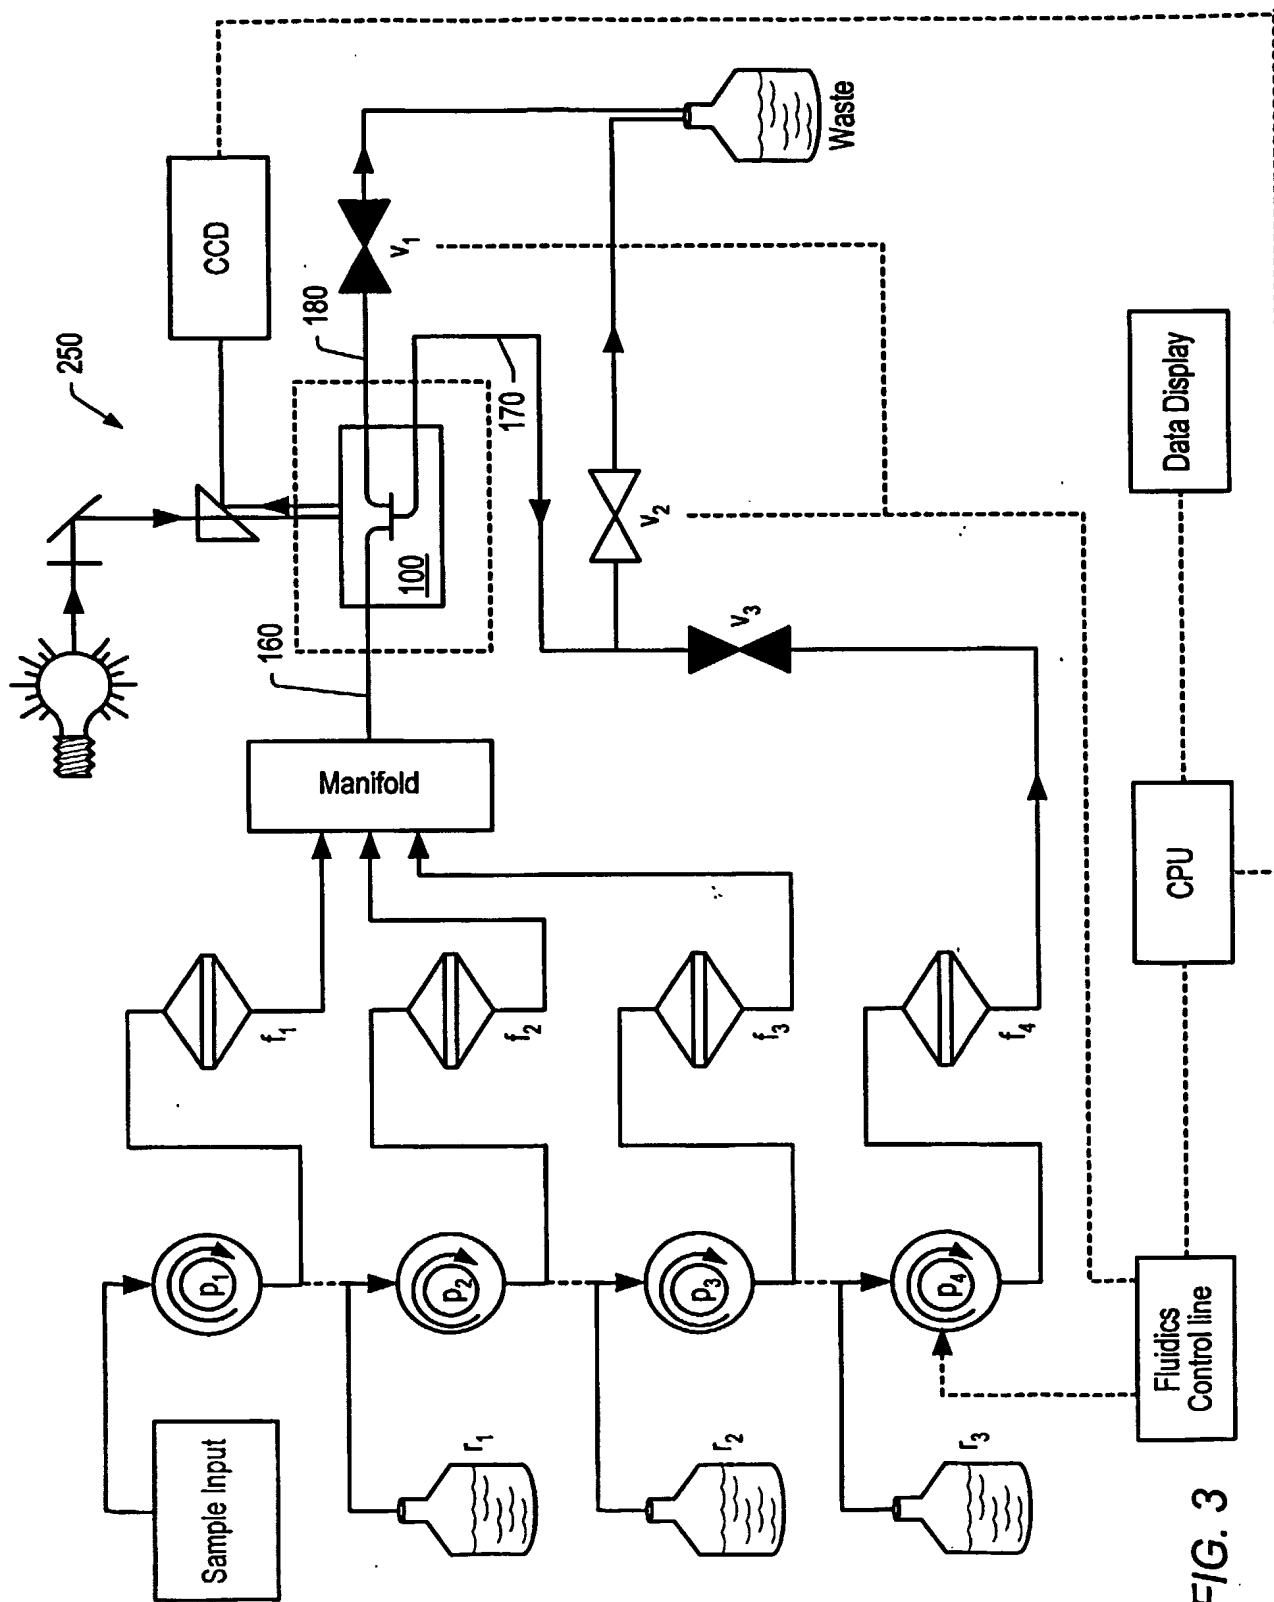 250
CCD
180
160
100
170
Manifold
v1
v2
v3
Waste
f1
f2
f3
f4
p1
p2
p3
p4
Sample Input
r1
r2
r3
Fluidics
Control line
CPU
Data Display
FIG. 3